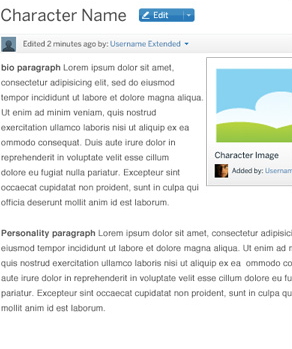 Character Name Edit
Edited 2 minutes ago by: Username Extended
bio paragraph Lorem ipsum dolor sit amet,
consectetur adipisicing elit, sed do eiusmod
tempor incididunt ut labore et dolore magna aliqua.
Ut enim ad minim veniam, quis nostrud
exercitation ullamco laboris nisi ut aliquip ex ea
ommodo consequat. Duis aute irure dolor in
reprehenderit in voluptate velit esse cillum
dolore eu fugiat nulla pariatur. Excepteur sint
occaecat cupidatat non proident, sunt in culpa qui
officia deserunt mollit anim id est laborum.
Character Image
Added by: Usernam
Personality paragraph Lorem ipsum dolor sit amet, consectetur adipisici
eiusmod tempor incididunt ut labore et dolore magna aliqua. Ut enim ad r
quis nostrud exercitation ullamco laboris nisi ut aliquip ex ea ommodo co
aute irure dolor in reprehenderit in voluptate velit esse cillum dolore eu fu
pariatur. Excepteur sint occaecat cupidatat non proident, sunt in culpa qu
mollit anim id est laborum.